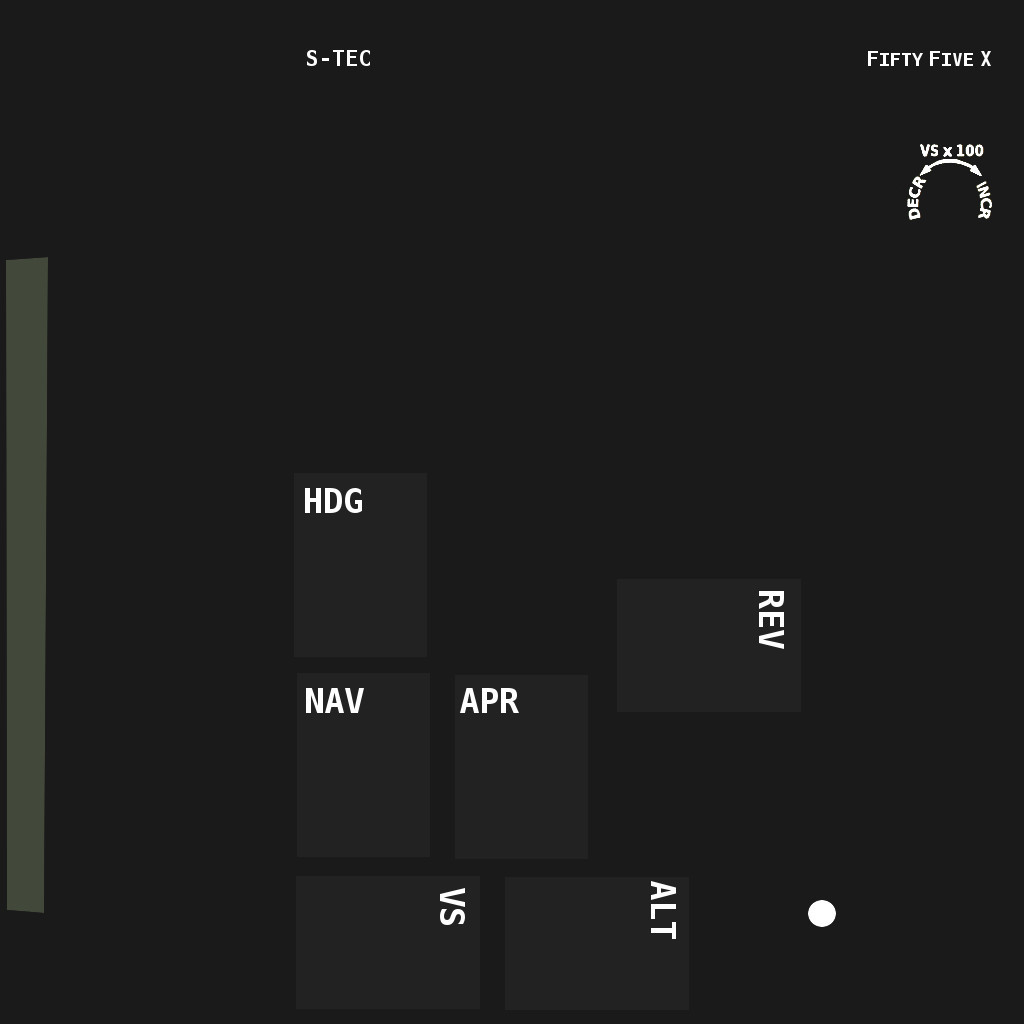 S-TEC
FIFTY FIVE X
VS x 100
DECR
INCR
HDG
REV
NAV
APR
VS
ALT